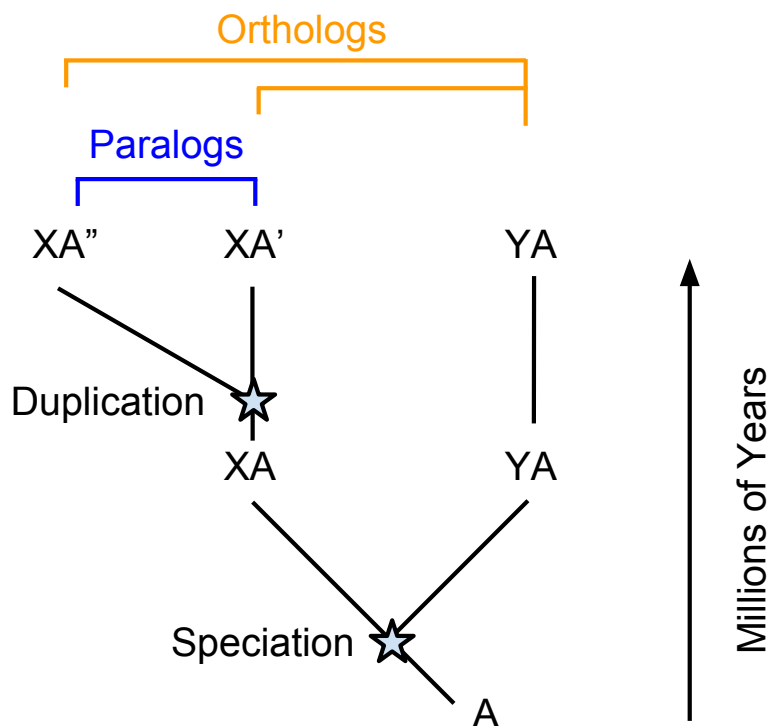 Orthologs
Paralogs
XA” XA’ YA
Duplication
XA YA
Speciation
A
Millions of Years